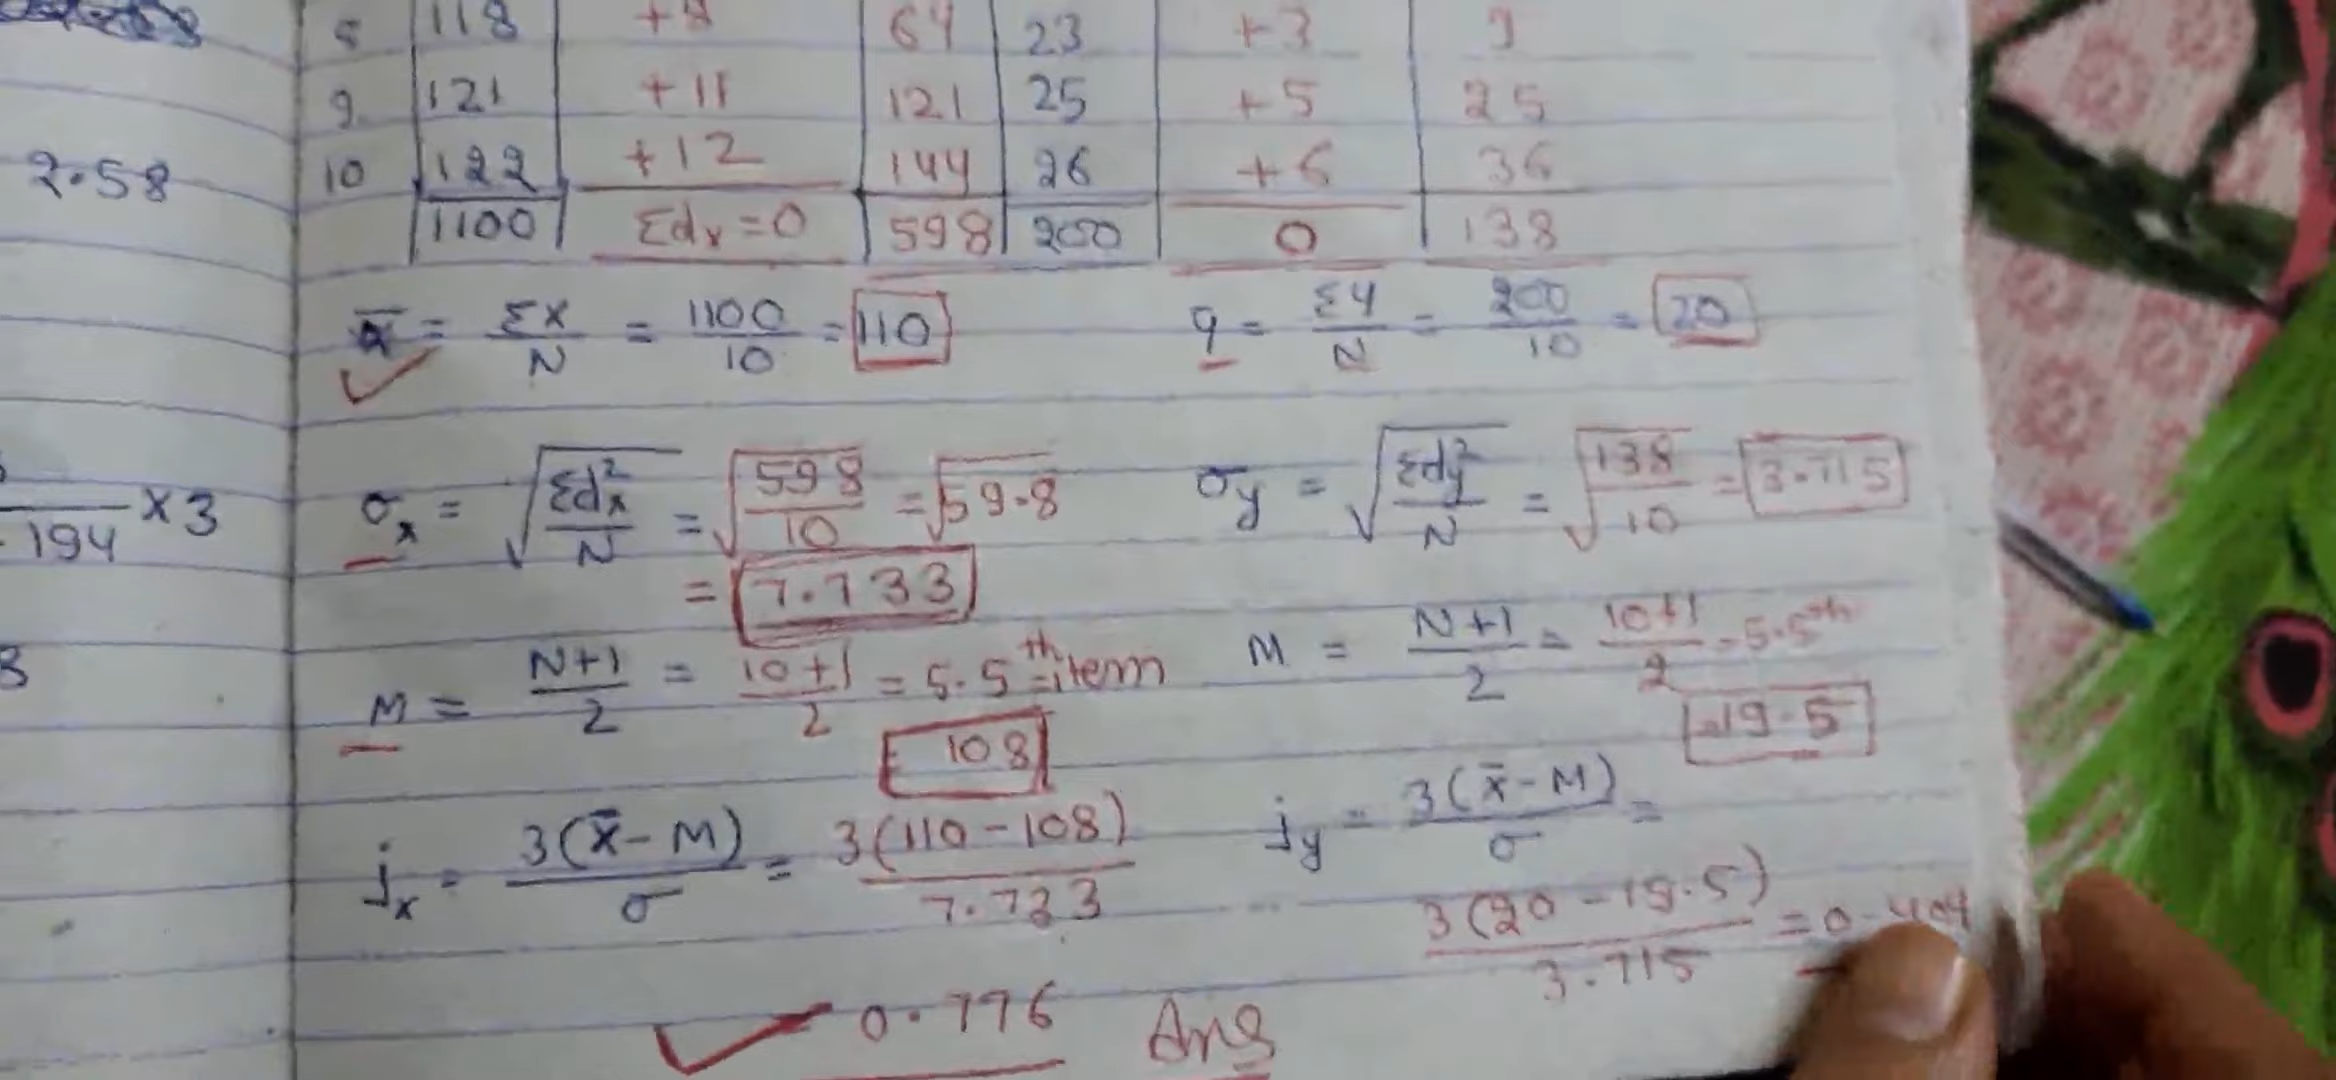 8 118 +8 64 23 +3 9
9. 121 +11 121 25 +5 25
2.58 10 122 +12 144 26 +6 36
1100 Σdx = 0 598 200 0 138
x̄ = ΣX/N = 1100/10 = 110 ȳ = ΣY/N = 200/10 = 20
194 × 3 σx = √(Σdx²/N) = √(598/10) = √59.8 σy = √(Σdy²/N) = √(138/10) = 3.715
= 7.733
M = N+1/2 = 10+1/2 = 5.5th item M = N+1/2 = 10+1/2 = 5.5th
= 108 = 19.5
jx = 3(x̄ - M)/σ = 3(110 - 108)/7.733 jy = 3(x̄ - M)/σ =
3(20 - 19.5)/3.715 =
0.776 Ans